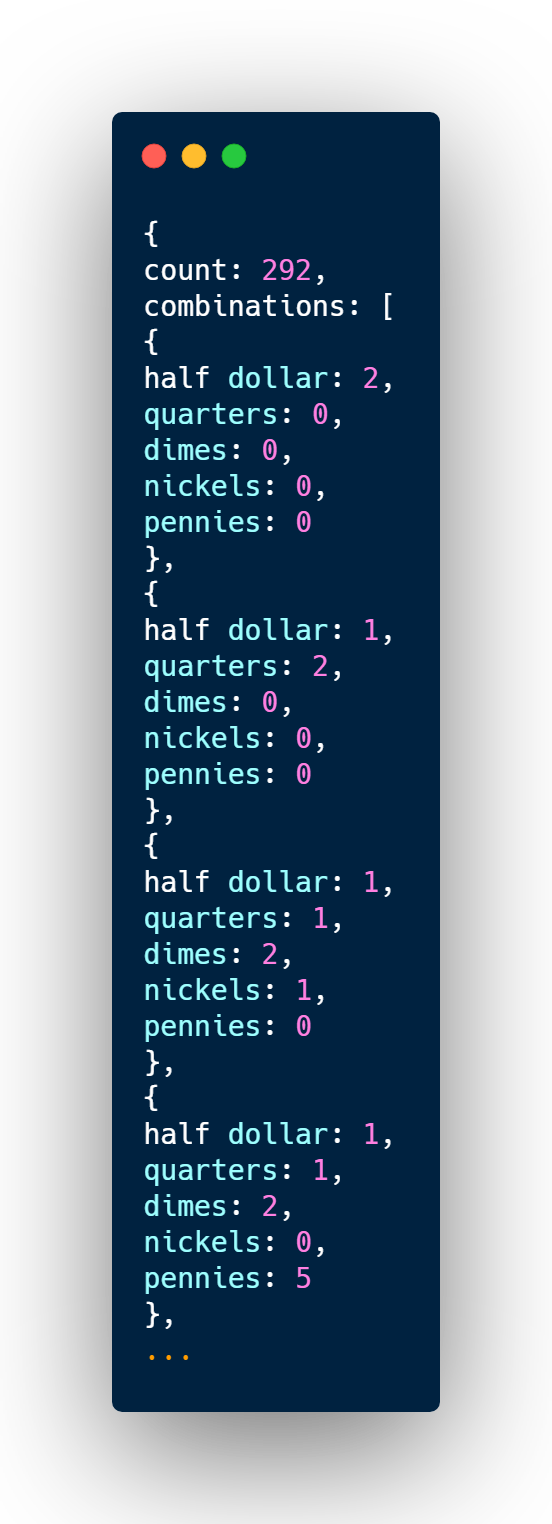 {
count: 292,
combinations: [
{
half dollar: 2,
quarters: 0,
dimes: 0,
nickels: 0,
pennies: 0
},
{
half dollar: 1,
quarters: 2,
dimes: 0,
nickels: 0,
pennies: 0
},
{
half dollar: 1,
quarters: 1,
dimes: 2,
nickels: 1,
pennies: 0
},
{
half dollar: 1,
quarters: 1,
dimes: 2,
nickels: 0,
pennies: 5
},
...